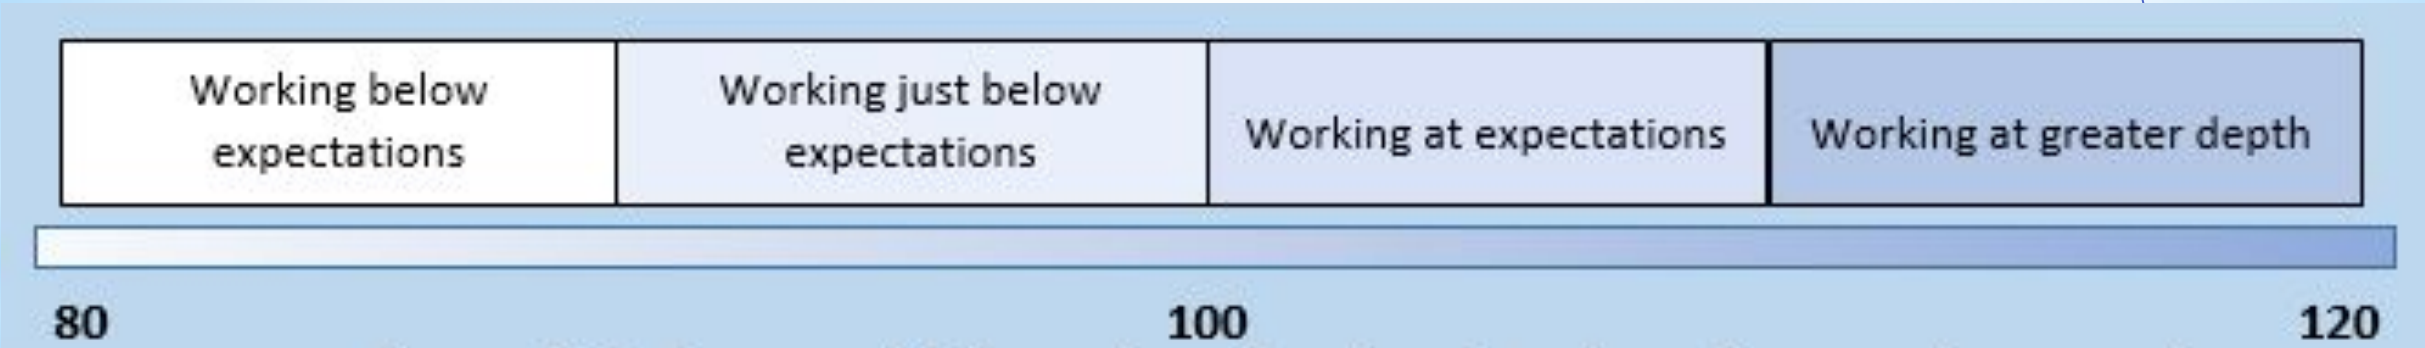 Working below
expectations
Working just below
expectations
Working at expectations
Working at greater depth
80
100
120